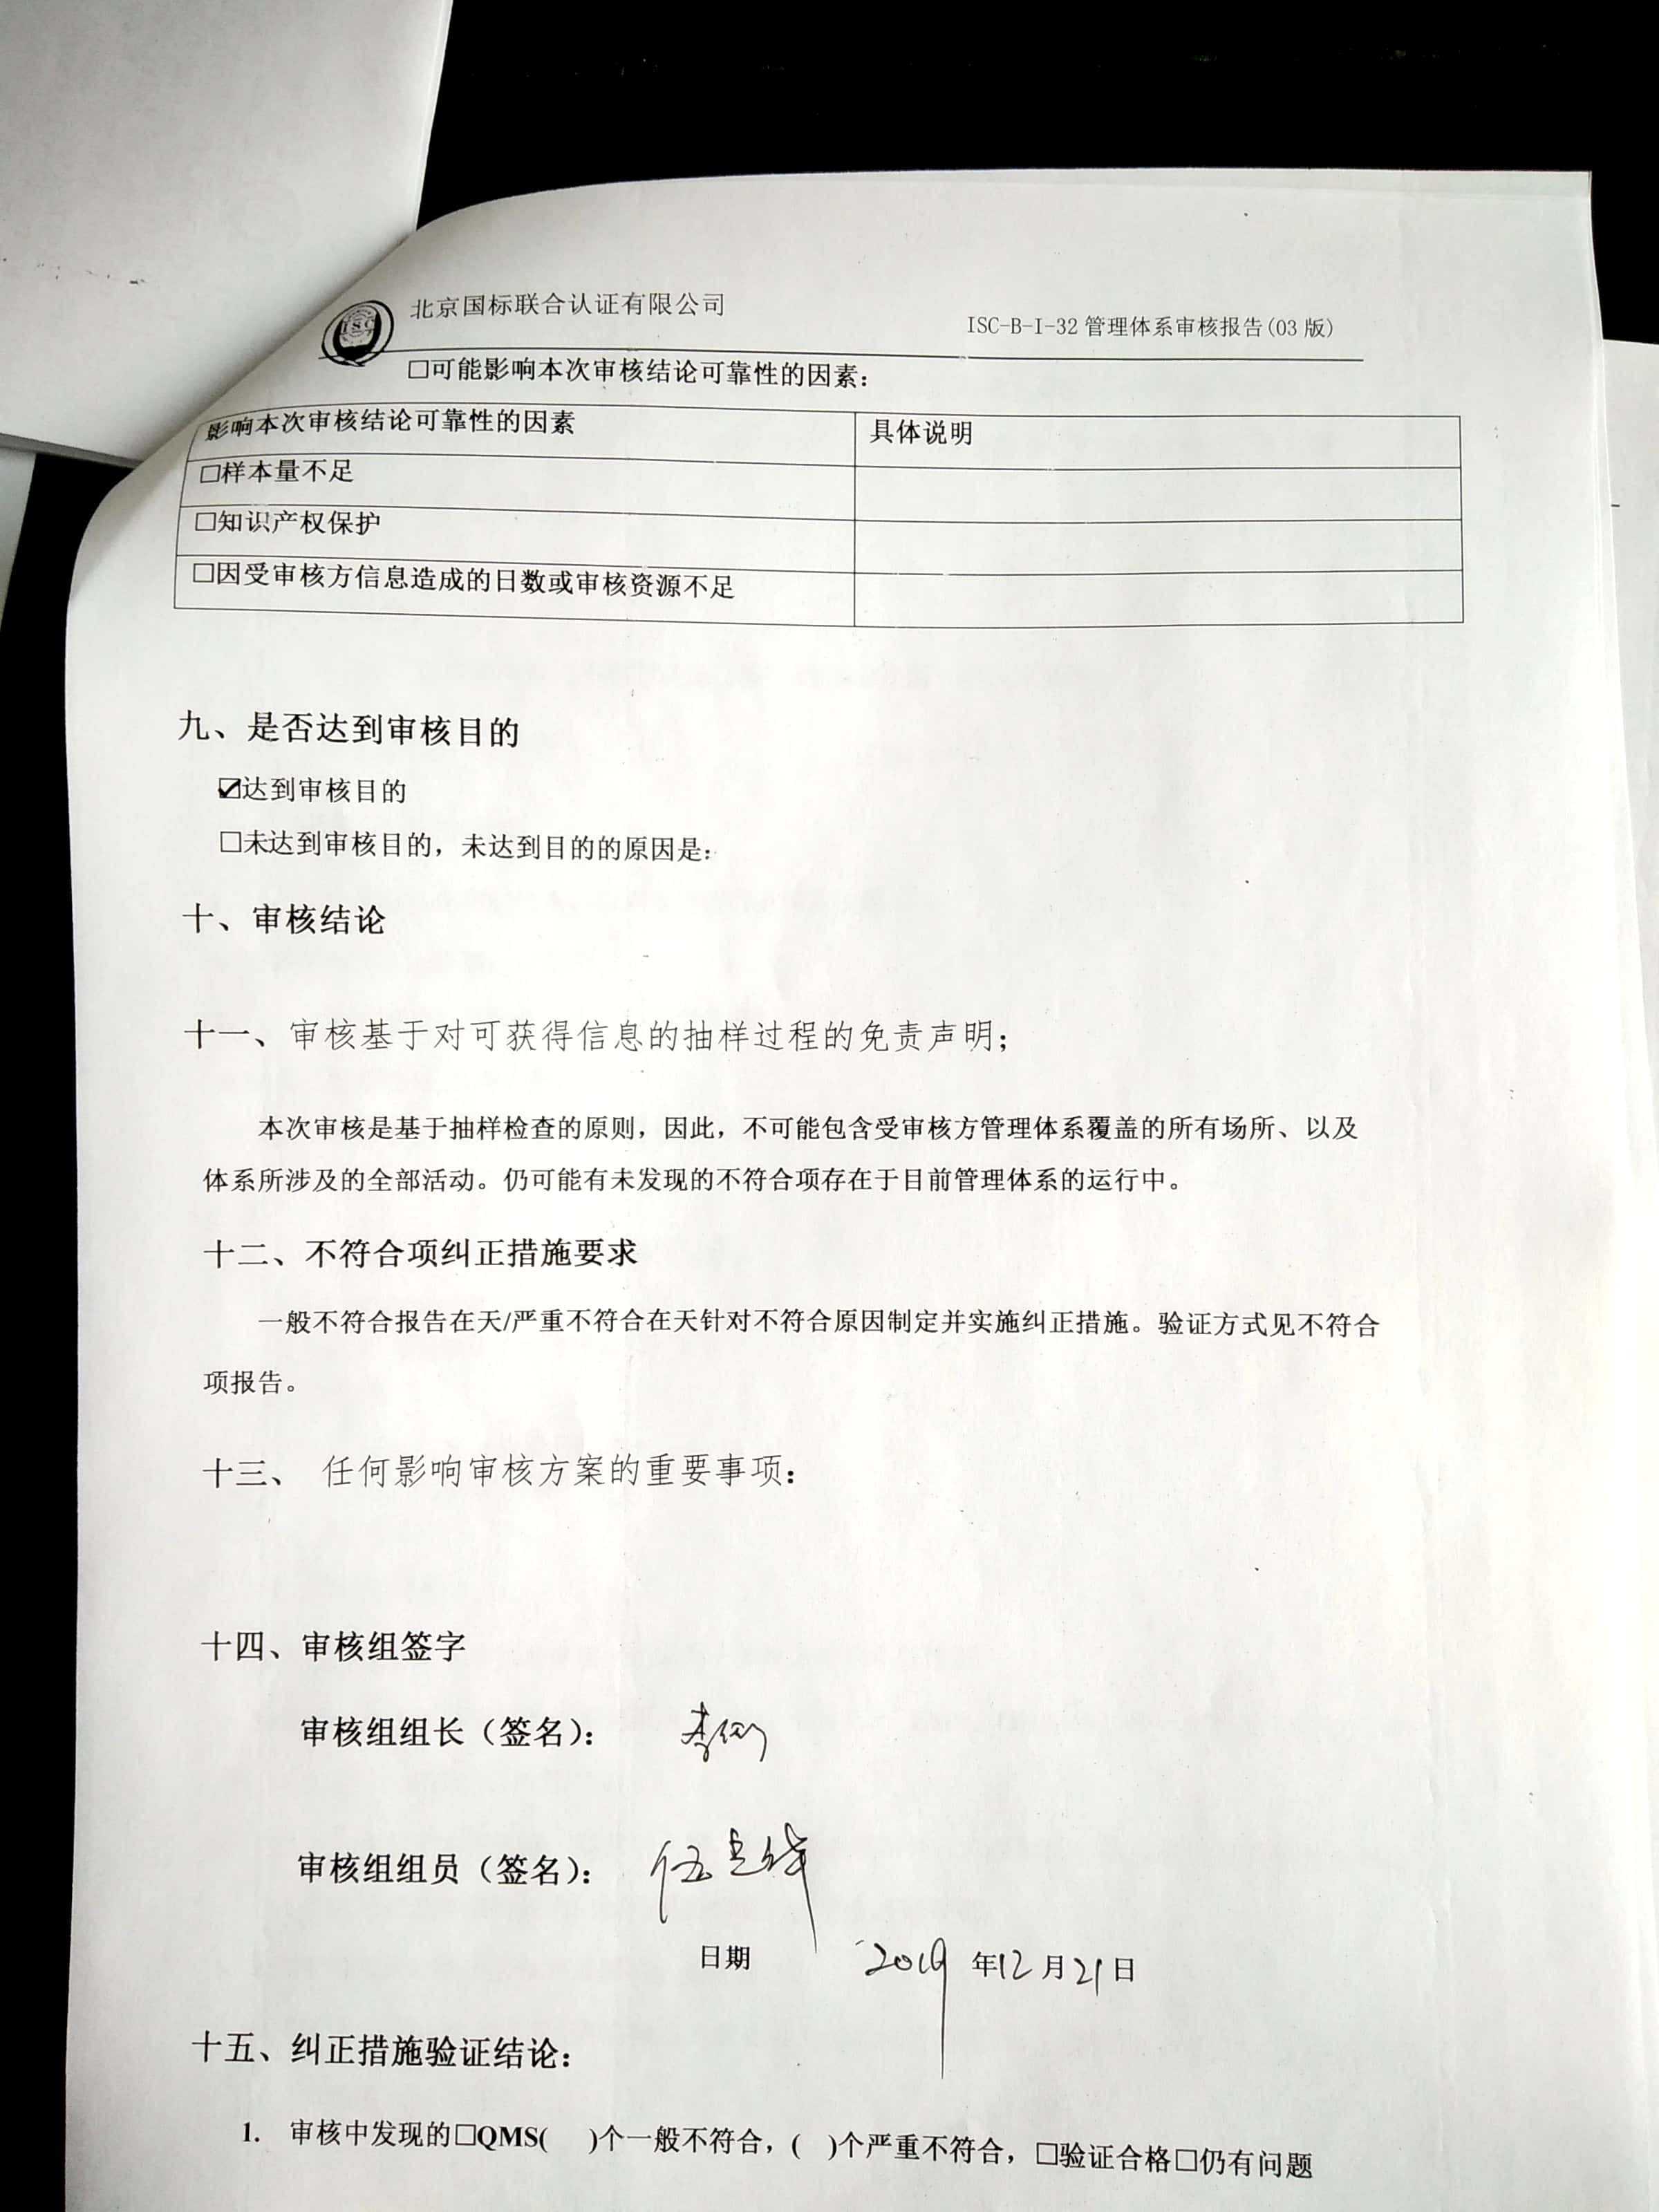 ISC
北京国标联合认证有限公司
ISC-B-I-32 管理体系审核报告(03 版)
□可能影响本次审核结论可靠性的因素：
影响本次审核结论可靠性的因素
具体说明
□样本量不足
□知识产权保护
□因受审核方信息造成的日数或审核资源不足
九、是否达到审核目的
☑达到审核目的
□未达到审核目的，未达到目的的原因是：
十、审核结论
十一、审核基于对可获得信息的抽样过程的免责声明；
本次审核是基于抽样检查的原则，因此，不可能包含受审核方管理体系覆盖的所有场所、以及
体系所涉及的全部活动。仍可能有未发现的不符合项存在于目前管理体系的运行中。
十二、不符合项纠正措施要求
一般不符合报告在天/严重不符合在天针对不符合原因制定并实施纠正措施。验证方式见不符合
项报告。
十三、 任何影响审核方案的重要事项：
十四、审核组签字
审核组组长（签名）： 李
审核组组员（签名）： 伍
日期 2019 年12月21日
十五、纠正措施验证结论：
1. 审核中发现的□QMS( )个一般不符合，( )个严重不符合，□验证合格□仍有问题